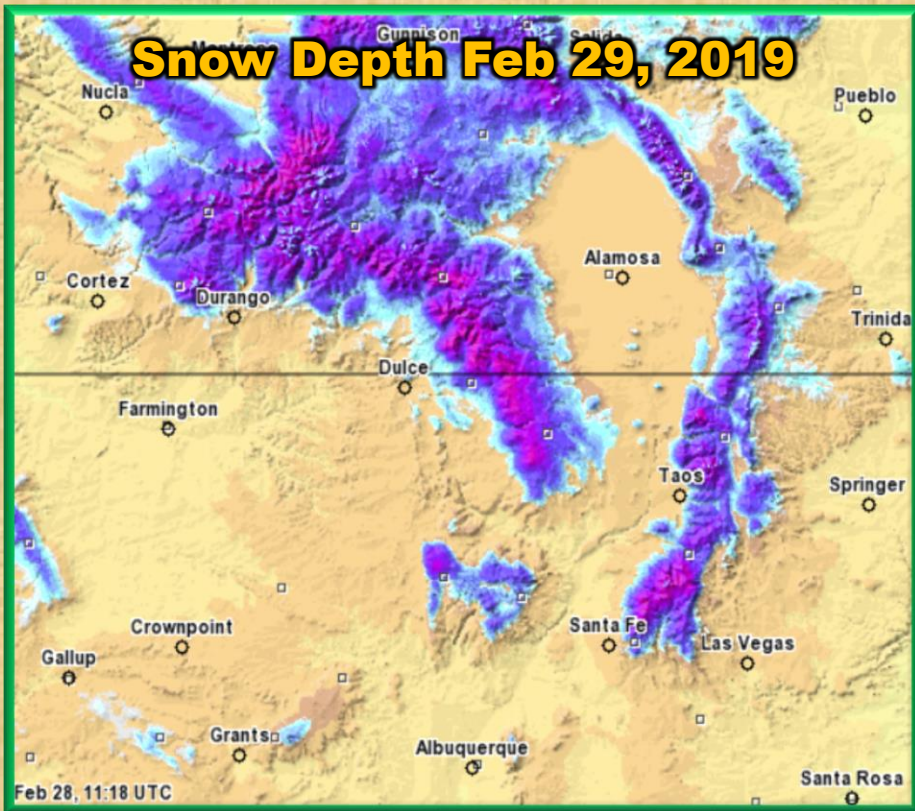 Gunnison
Salida
Snow Depth Feb 29, 2019
Nucla
Pueblo
Alamosa
Cortez
Durango
Trinida
Dulce
Farmington
Taos
Springer
Crownpoint
Santa Fe
Las Vegas
Gallup
Grants
Albuquerque
Santa Rosa
Feb 28, 11:18 UTC